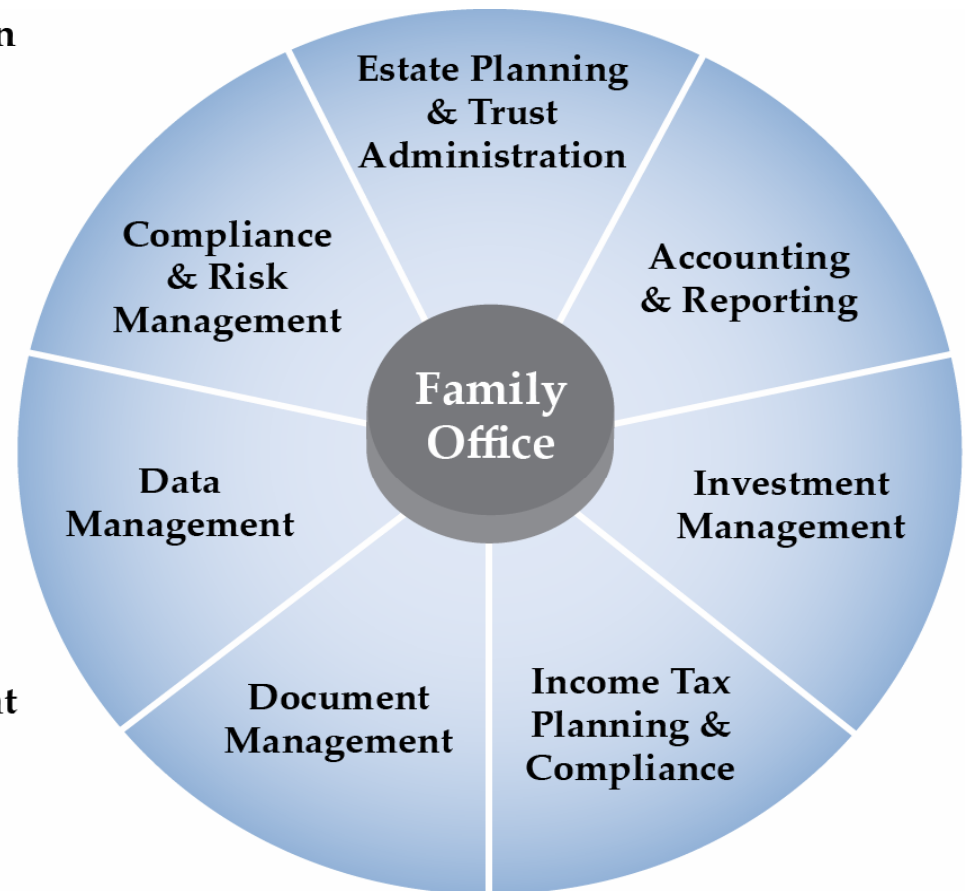 n
Estate Planning
& Trust
Administration
Compliance
& Risk
Management
Accounting
& Reporting
Family
Office
Data
Management
Investment
Management
Document
Management
Income Tax
Planning &
Compliance